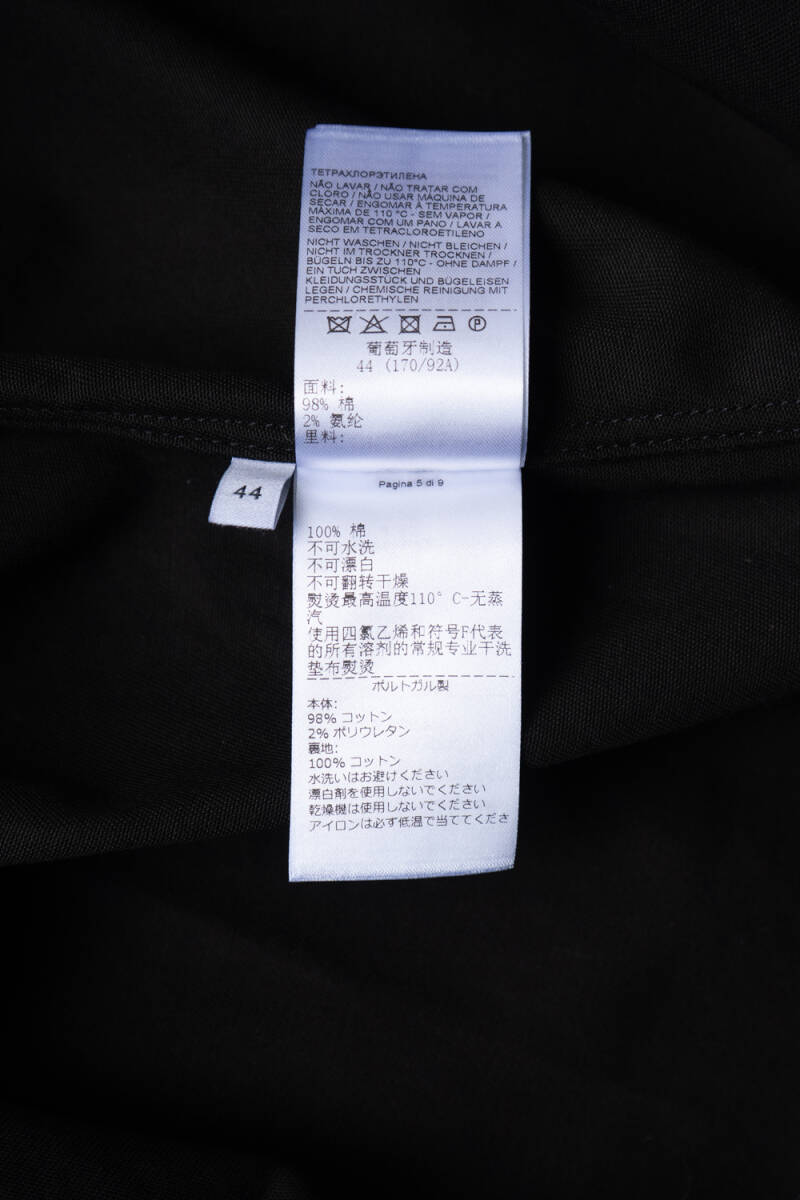 ТЕТРАХЛОРЭТИЛЕНА
NÃO LAVAR / NÃO TRATAR COM
CLORO / NÃO USAR MÁQUINA DE
SECAR / ENGOMAR À TEMPERATURA
MÁXIMA DE 110 °C - SEM VAPOR /
ENGOMAR COM UM PANO / LAVAR A
SECO EM TETRACLOROETILENO
NICHT WASCHEN / NICHT BLEICHEN /
NICHT IM TROCKNER TROCKNEN /
BÜGELN BIS ZU 110°C - OHNE DAMPF /
EIN TUCH ZWISCHEN
KLEIDUNGSSTÜCK UND BÜGELEISEN
LEGEN / CHEMISCHE REINIGUNG MIT
PERCHLORETHYLEN
P
葡萄牙制造
44 (170/92A)
面料:
98% 棉
2% 氨纶
里料:
44
Pagina 5 di 9
100% 棉
不可水洗
不可漂白
不可翻转干燥
熨烫最高温度110° C-无蒸
汽
使用四氯乙烯和符号F代表
的所有溶剂的常规专业干洗
垫布熨烫
ポルトガル製
本体:
98% コットン
2% ポリウレタン
裏地:
100% コットン
水洗いはお避けください
漂白剤を使用しないでください
乾燥機は使用しないでください
アイロンは必ず低温で当ててくださ